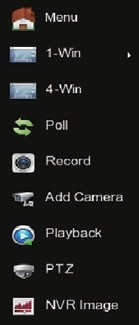 Menu
1-Win
4-Win
Poll
Record
Add Camera
Playback
PTZ
NVR Image